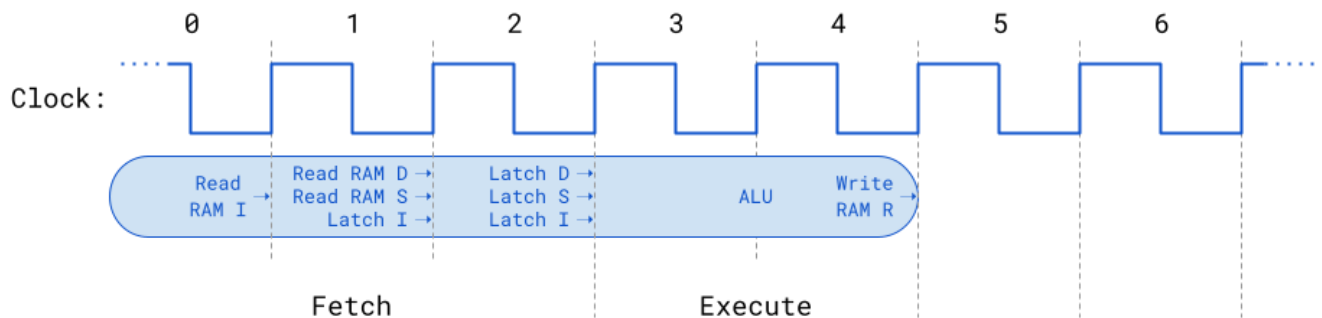 0 1 2 3 4 5 6
Clock:
Read
RAM I →
Read RAM D →
Read RAM S →
Latch I →
Latch D →
Latch S →
Latch I →
ALU
Write
RAM R →
Fetch Execute